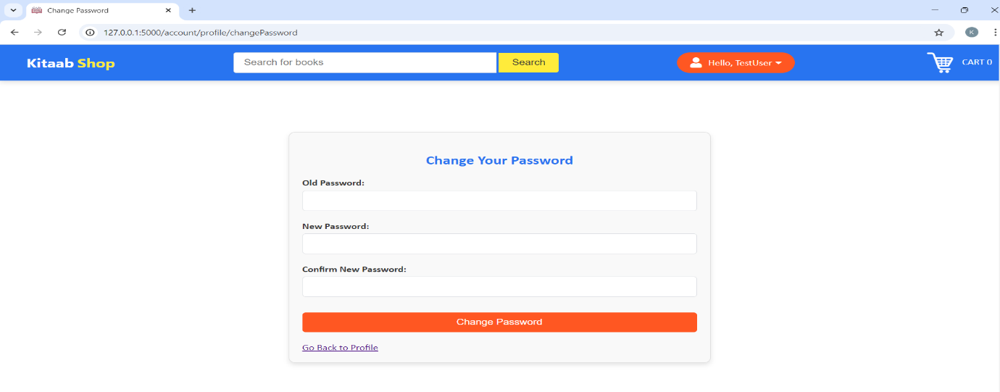 Change Password
127.0.0.1:5000/account/profile/changePassword
K
Kitaab Shop
Search for books
Search
Hello, TestUser
CART 0
Change Your Password
Old Password:
New Password:
Confirm New Password:
Change Password
Go Back to Profile